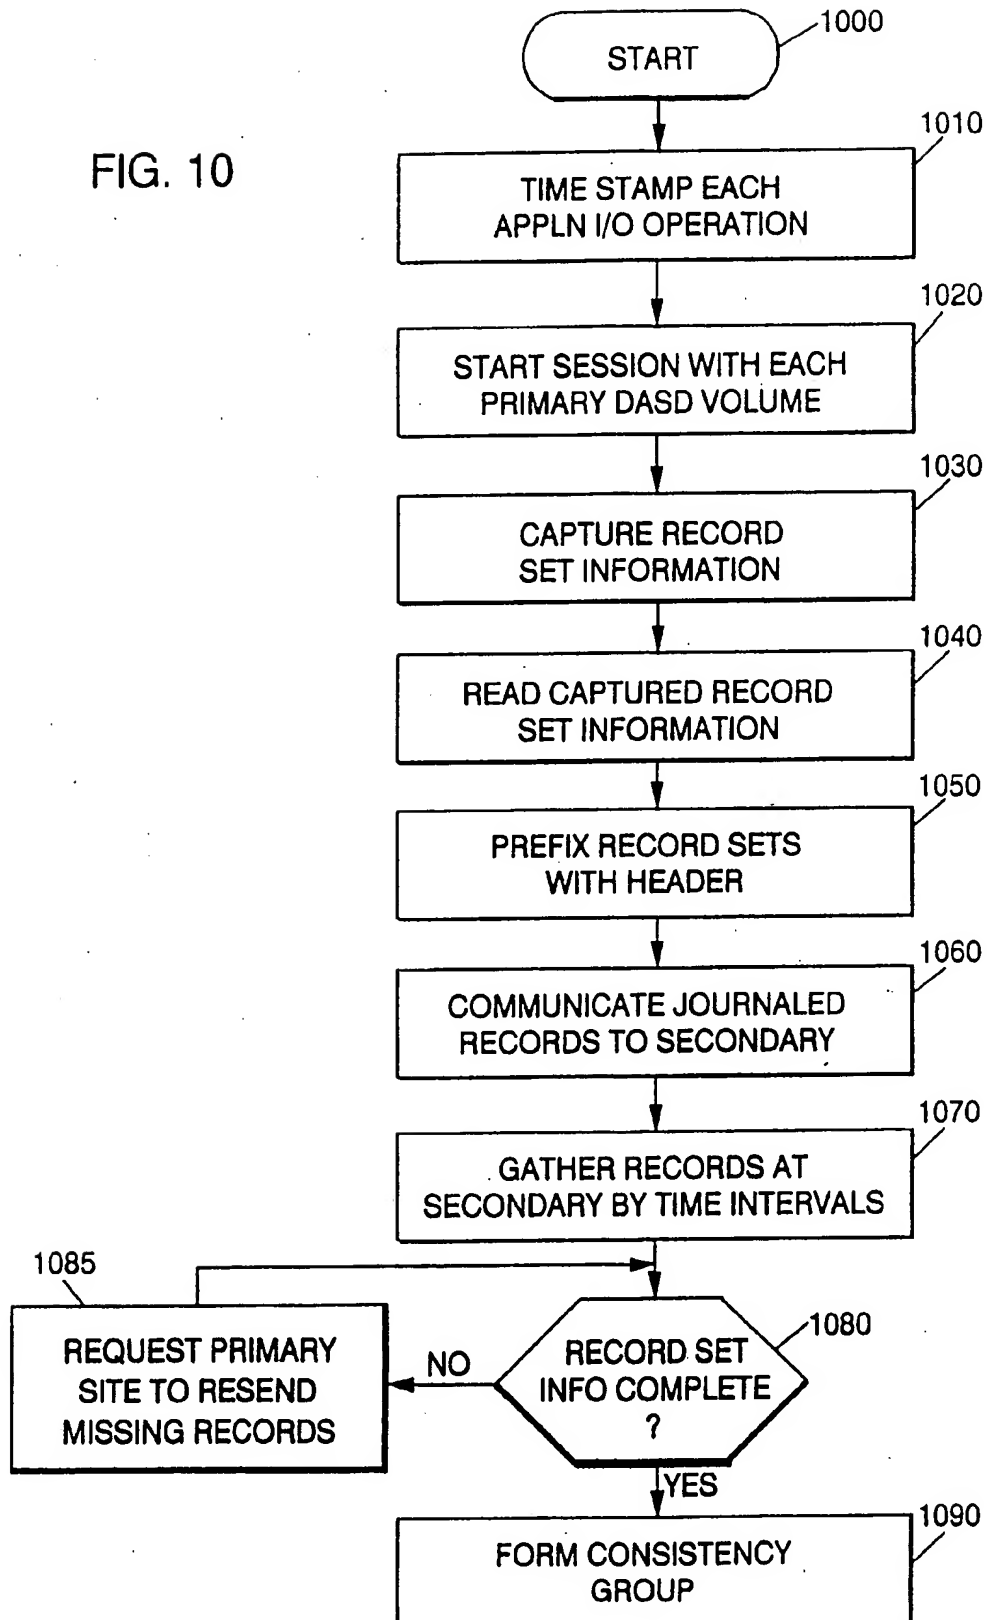 1000
START
FIG. 10
1010
TIME STAMP EACH
APPLN I/O OPERATION
1020
START SESSION WITH EACH
PRIMARY DASD VOLUME
1030
CAPTURE RECORD
SET INFORMATION
1040
READ CAPTURED RECORD
SET INFORMATION
1050
PREFIX RECORD SETS
WITH HEADER
1060
COMMUNICATE JOURNALED
RECORDS TO SECONDARY
1070
GATHER RECORDS AT
SECONDARY BY TIME INTERVALS
1085
REQUEST PRIMARY
SITE TO RESEND
MISSING RECORDS
NO
1080
RECORD SET
INFO COMPLETE
?
YES
1090
FORM CONSISTENCY
GROUP